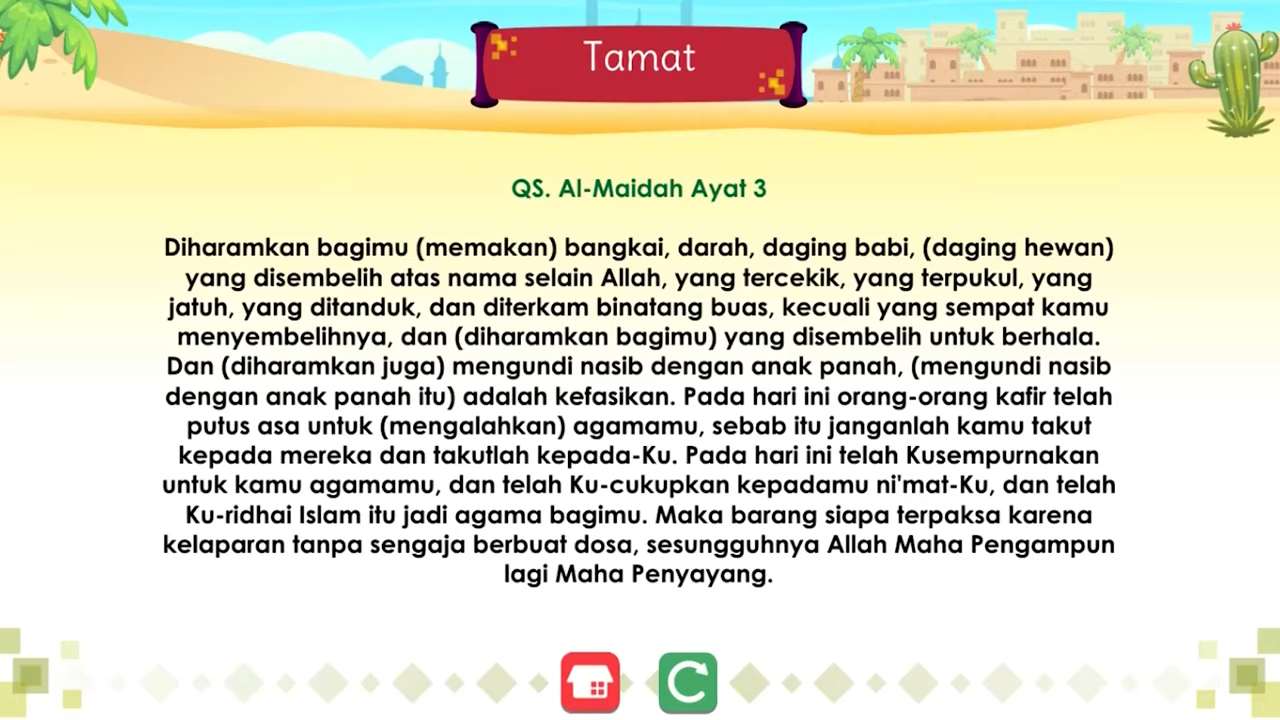 Tamat
QS. Al-Maidah Ayat 3
Diharamkan bagimu (memakan) bangkai, darah, daging babi, (daging hewan)
yang disembelih atas nama selain Allah, yang tercekik, yang terpukul, yang
jatuh, yang ditanduk, dan diterkam binatang buas, kecuali yang sempat kamu
menyembelihnya, dan (diharamkan bagimu) yang disembelih untuk berhala.
Dan (diharamkan juga) mengundi nasib dengan anak panah, (mengundi nasib
dengan anak panah itu) adalah kefasikan. Pada hari ini orang-orang kafir telah
putus asa untuk (mengalahkan) agamamu, sebab itu janganlah kamu takut
kepada mereka dan takutlah kepada-Ku. Pada hari ini telah Kusempurnakan
untuk kamu agamamu, dan telah Ku-cukupkan kepadamu ni'mat-Ku, dan telah
Ku-ridhai Islam itu jadi agama bagimu. Maka barang siapa terpaksa karena
kelaparan tanpa sengaja berbuat dosa, sesungguhnya Allah Maha Pengampun
lagi Maha Penyayang.